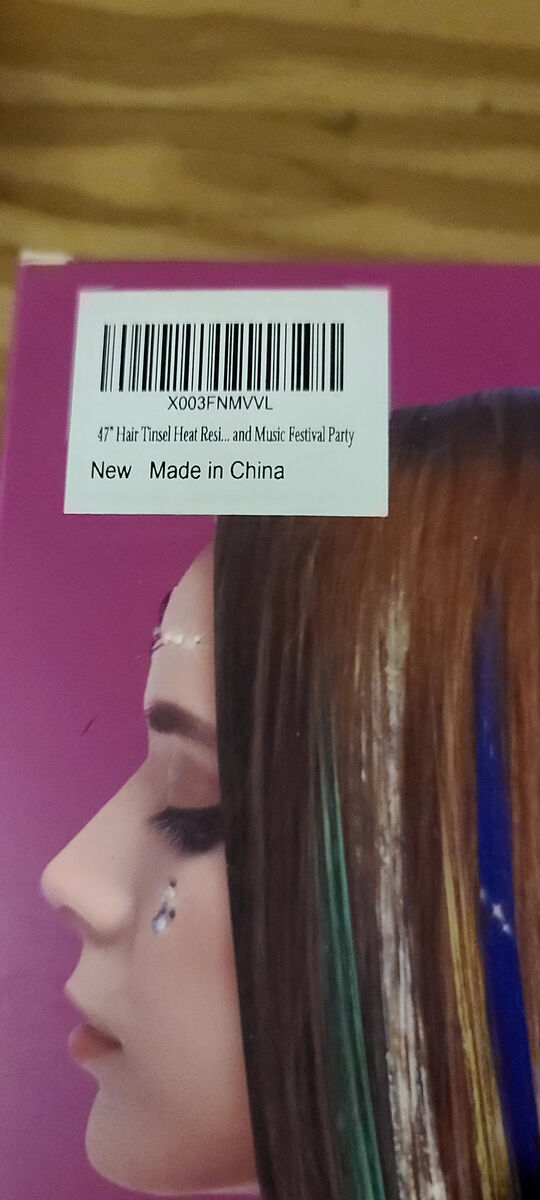 X003FNMVVL
47" Hair Tinsel Heat Resi... and Music Festival Party
New Made in China